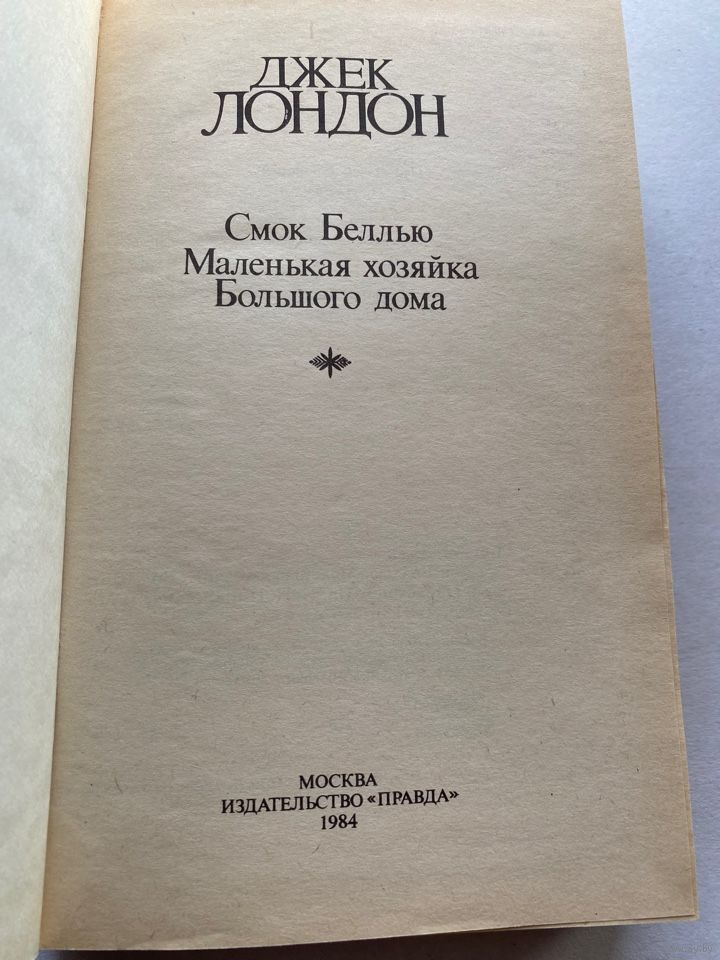 ДЖЕК
ЛОНДОН
Смок Беллью
Маленькая хозяйка
Большого дома
МОСКВА
ИЗДАТЕЛЬСТВО «ПРАВДА»
1984